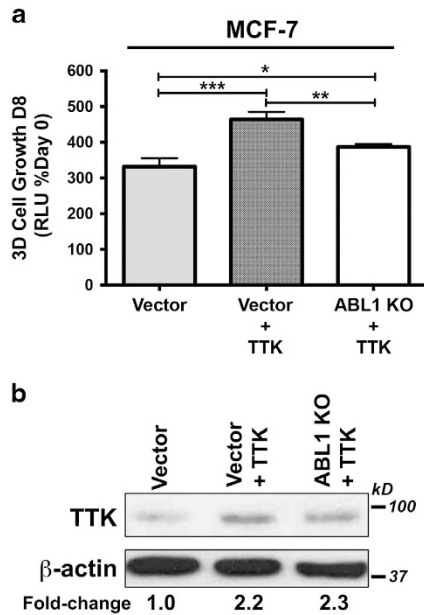 a
MCF-7
3D Cell Growth D8
(RLU %Day 0)
600
500
400
300
200
100
0
*
***
**
Vector
Vector
+
TTK
ABL1 KO
+
TTK
b
Vector
Vector
+ TTK
ABL1 KO
+ TTK
kD
TTK
100
β-actin
37
Fold-change 1.0 2.2 2.3